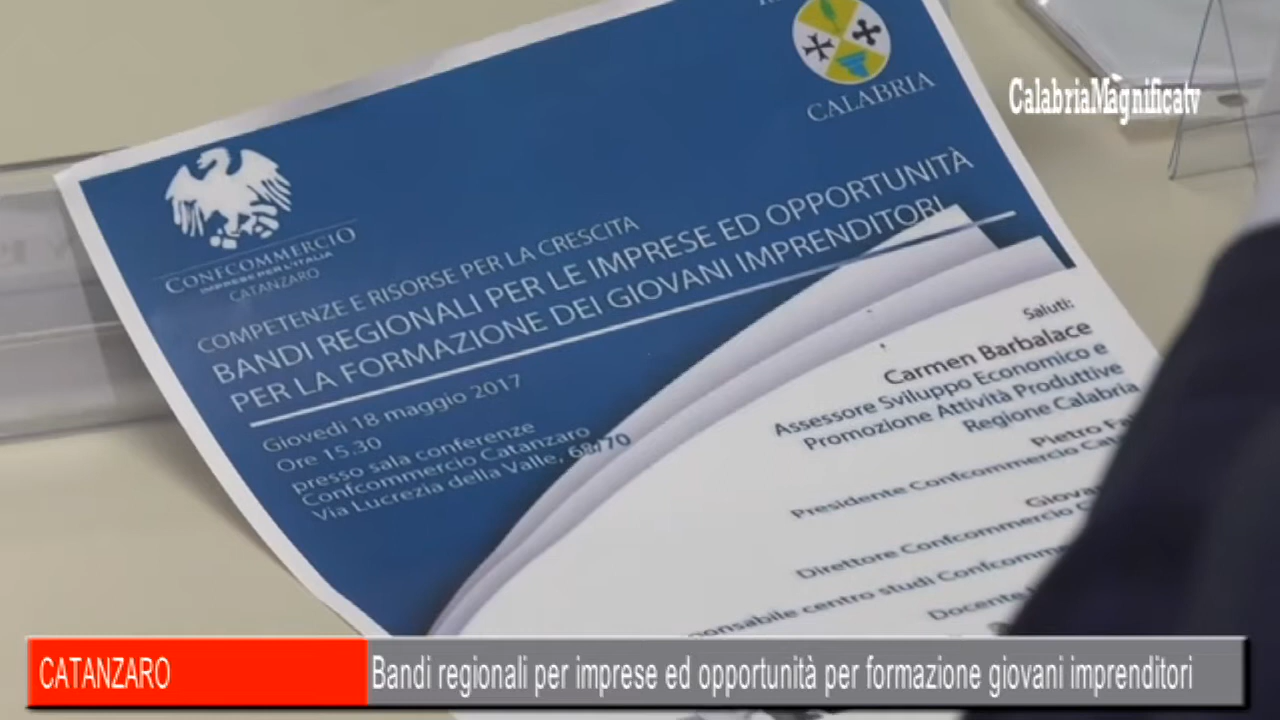 CALABRIA
CalabriaMagnificatv
CONFCOMMERCIO
IMPRESE PER L'ITALIA
CATANZARO
COMPETENZE E RISORSE PER LA CRESCITA
BANDI REGIONALI PER LE IMPRESE ED OPPORTUNITÀ
PER LA FORMAZIONE DEI GIOVANI IMPRENDITORI
Giovedì 18 maggio 2017
Ore 15.30
presso sala conferenze
Confcommercio Catanzaro
Via Lucrezia della Valle, 68/70
Saluti:
Carmen Barbalace
Assessore Sviluppo Economico e
Promozione Attività Produttive
Regione Calabria
Pietro
Presidente Confcommercio
Direttore Confcommercio
centro studi
Docente
CATANZARO
Bandi regionali per imprese ed opportunità per formazione giovani imprenditori